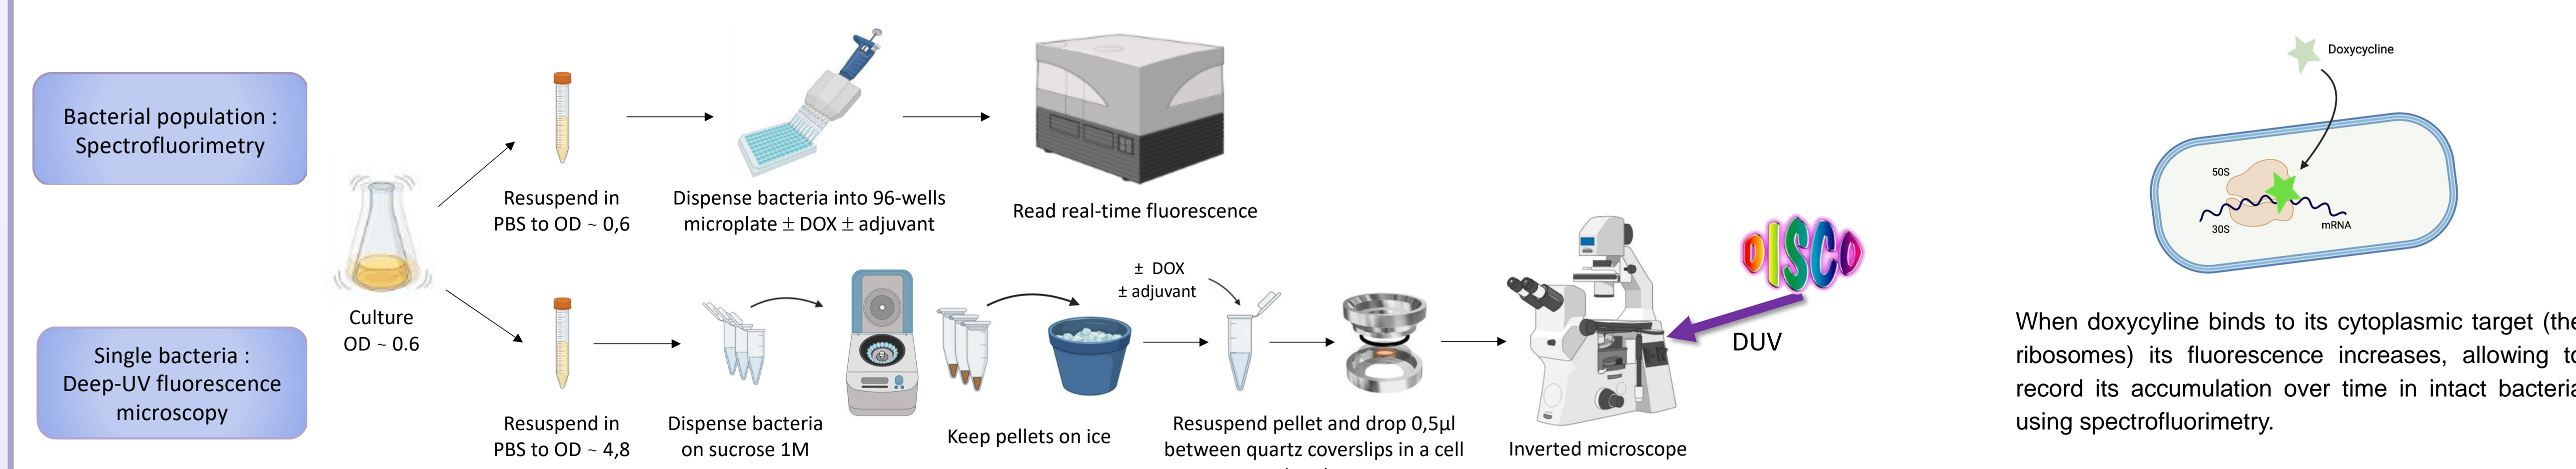 Bacterial population :
Spectrofluorimetry
Resuspend in
PBS to OD ~ 0,6
Dispense bacteria into 96-wells
microplate ± DOX ± adjuvant
Read real-time fluorescence
Culture
OD ~ 0.6
Single bacteria :
Deep-UV fluorescence
microscopy
Resuspend in
PBS to OD ~ 4,8
Dispense bacteria
on sucrose 1M
Keep pellets on ice
± DOX
± adjuvant
Resuspend pellet and drop 0,5µl
between quartz coverslips in a cell
Inverted microscope
DISCO
DUV
Doxycycline
50S
30S
mRNA
When doxycyline binds to its cytoplasmic target (the
ribosomes) its fluorescence increases, allowing to
record its accumulation over time in intact bacteria
using spectrofluorimetry.